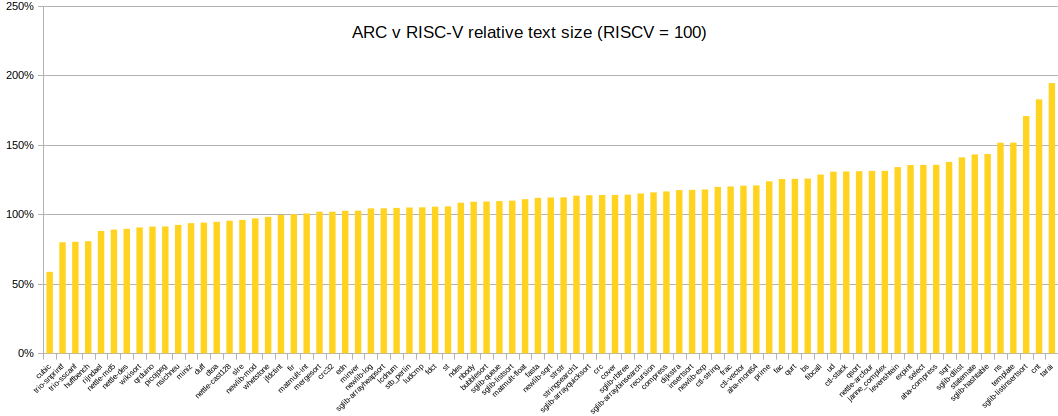 ARC v RISC-V relative text size (RISCV = 100)
250%
200%
150%
100%
50%
0%
cubic
trio-snprintf
trio-sscanf
huffbench
rijndael
nettle-md5
nettle-des
wikisort
qrduino
picojpeg
nsichneu
miniz
duff
dtoa
nettle-cast128
slre
newlib-mod
whetstone
jfdctint
fir
matmult-int
mergesort
crc32
edn
minver
newlib-log
sglib-arrayheapsort
lcdnum
stb_perlin
ludcmp
fdct
st
ndes
nbody
bubblesort
sglib-queue
sglib-listsort
matmult-float
fasta
newlib-sqrt
strstr
stringsearch1
sglib-arrayquicksort
crc
cover
sglib-rbtree
sglib-arraybinsearch
recursion
compress
dijkstra
insertsort
newlib-exp
ctl-string
frac
ctl-vector
aha-mont64
prime
fac
qurt
bs
fibcall
ud
ctl-stack
qsort
nettle-arcfour
janne_complex
levenshtein
expint
select
aha-compress
sqrt
sglib-dllist
statemate
sglib-hashtable
ns
template
sglib-listinsertsort
cnt
tarai